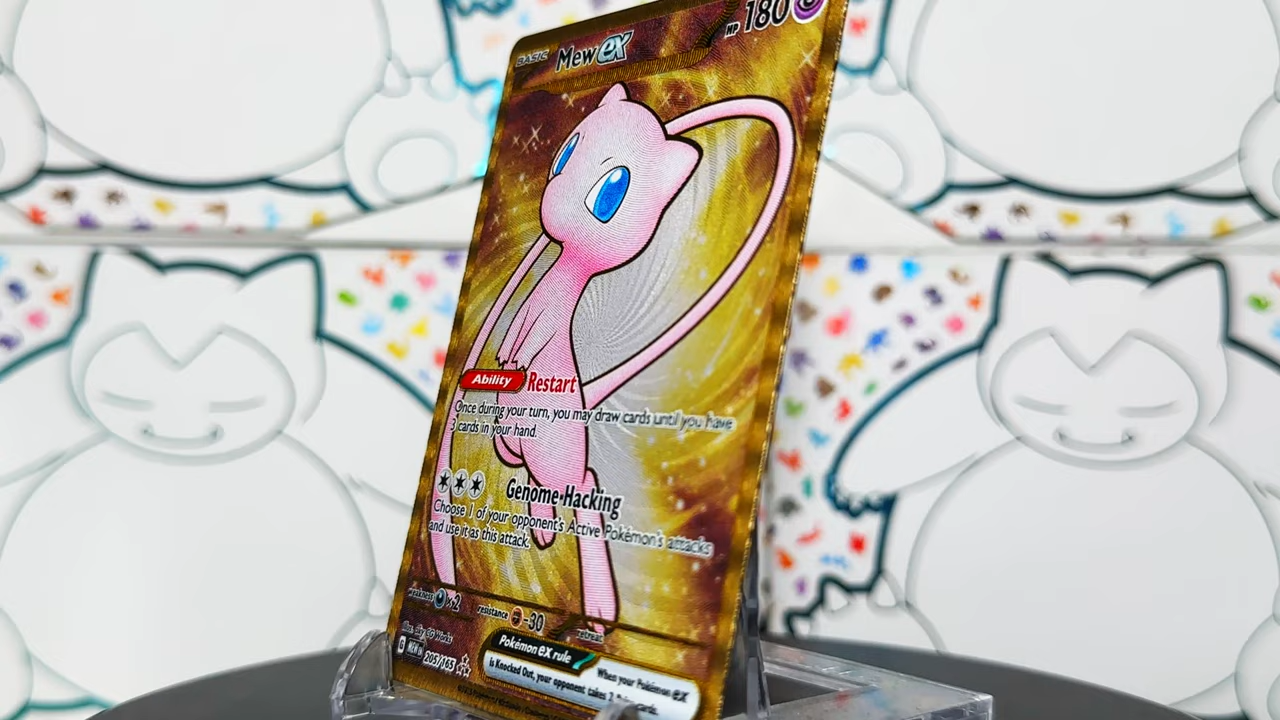 BASIC Mew ex HP 180
Ability Restart
Once during your turn, you may draw cards until you have
3 cards in your hand.
Genome Hacking
Choose 1 of your opponent's Active Pokémon's attacks
and use it as this attack.
weakness ×2 resistance -30 retreat
Illus.
G MEW 205/165
Pokémon ex rule When your Pokémon ex
is Knocked Out, your opponent takes 2 Prize cards.